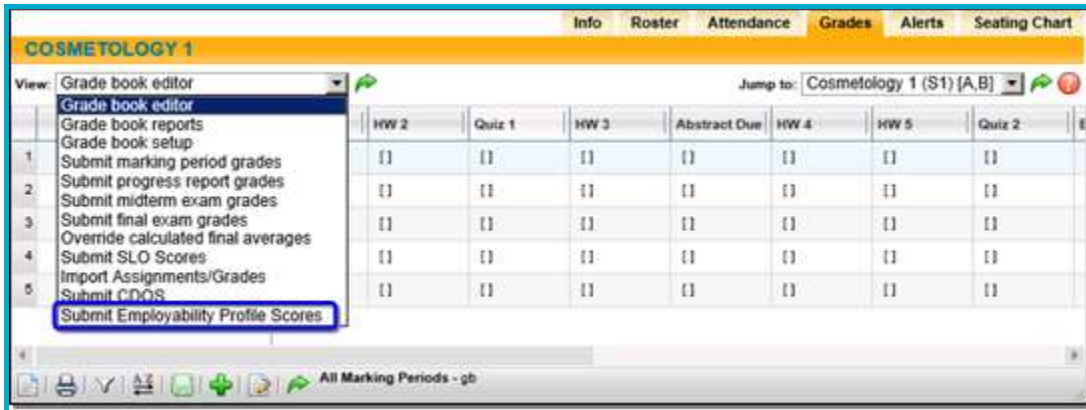 Info Roster Attendance Grades Alerts Seating Chart
COSMETOLOGY 1
View: Grade book editor Jump to: Cosmetology 1 (S1) [A,B]
Grade book editor
Grade book reports
Grade book setup
Submit marking period grades
Submit progress report grades
Submit midterm exam grades
Submit final exam grades
Override calculated final averages
Submit SLO Scores
Import Assignments/Grades
Submit CDOS
Submit Employability Profile Scores
HW 2 Quiz 1 HW 3 Abstract Due HW 4 HW 5 Quiz 2
1 [ ] [ ] [ ] [ ] [ ] [ ] [ ]
2 [ ] [ ] [ ] [ ] [ ] [ ] [ ]
3 [ ] [ ] [ ] [ ] [ ] [ ] [ ]
4 [ ] [ ] [ ] [ ] [ ] [ ] [ ]
5 [ ] [ ] [ ] [ ] [ ] [ ] [ ]
All Marking Periods - gb